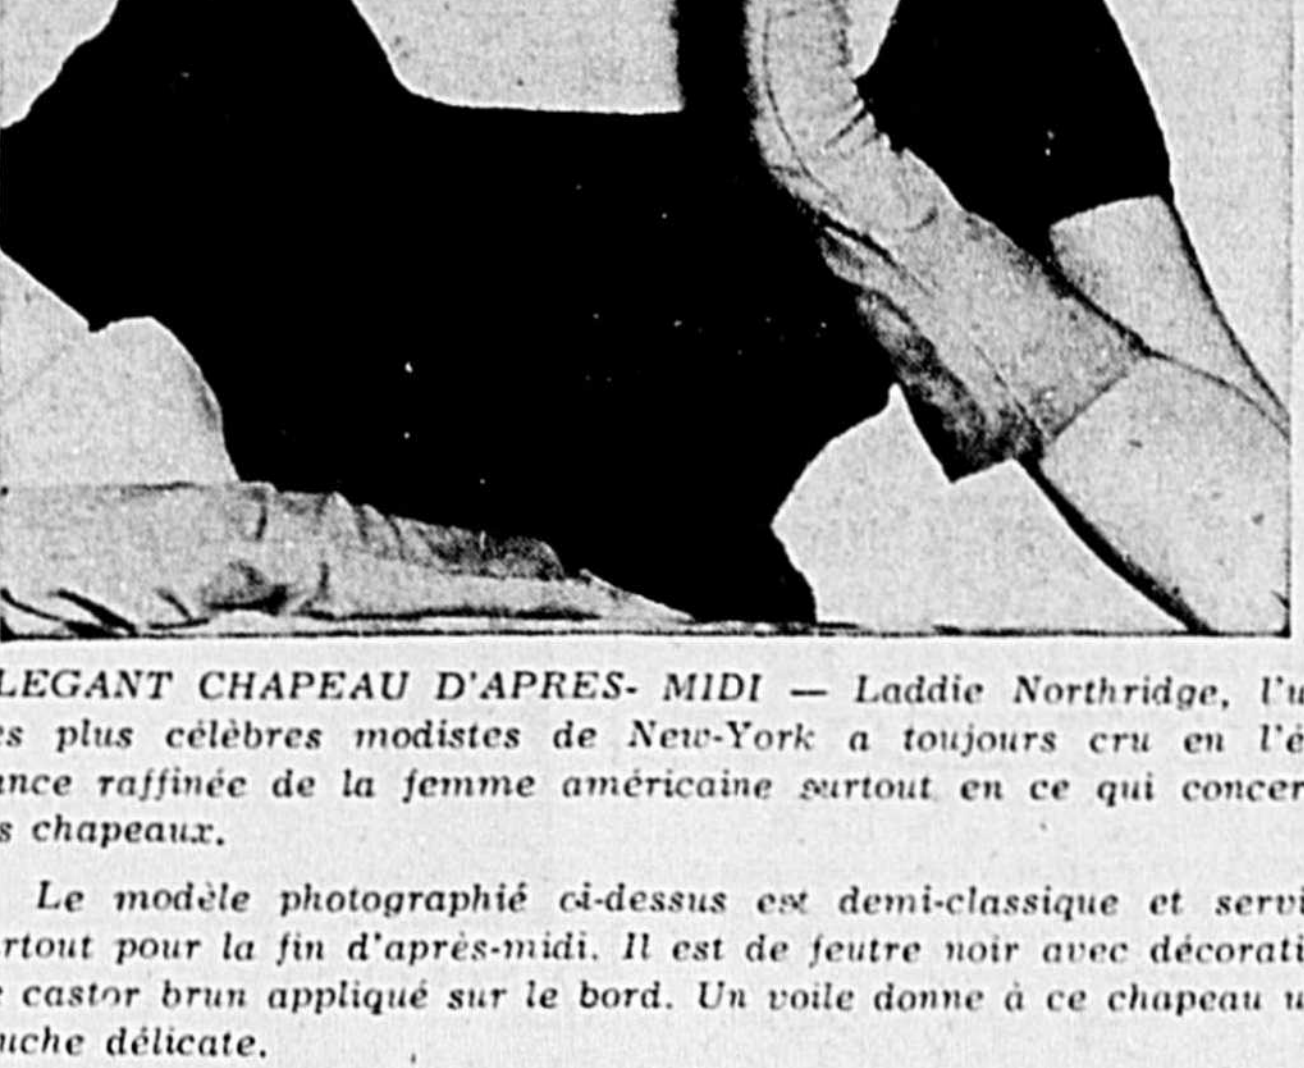 LEGANT CHAPEAU D'APRES- MIDI — Laddie Northridge, l'u
s plus célèbres modistes de New-York a toujours cru en l'é
ance raffinée de la femme américaine surtout en ce qui concer
s chapeaux.
Le modèle photographié ci-dessus est demi-classique et servi
rtout pour la fin d'après-midi. Il est de feutre noir avec décorati
castor brun appliqué sur le bord. Un voile donne à ce chapeau u
uche délicate.